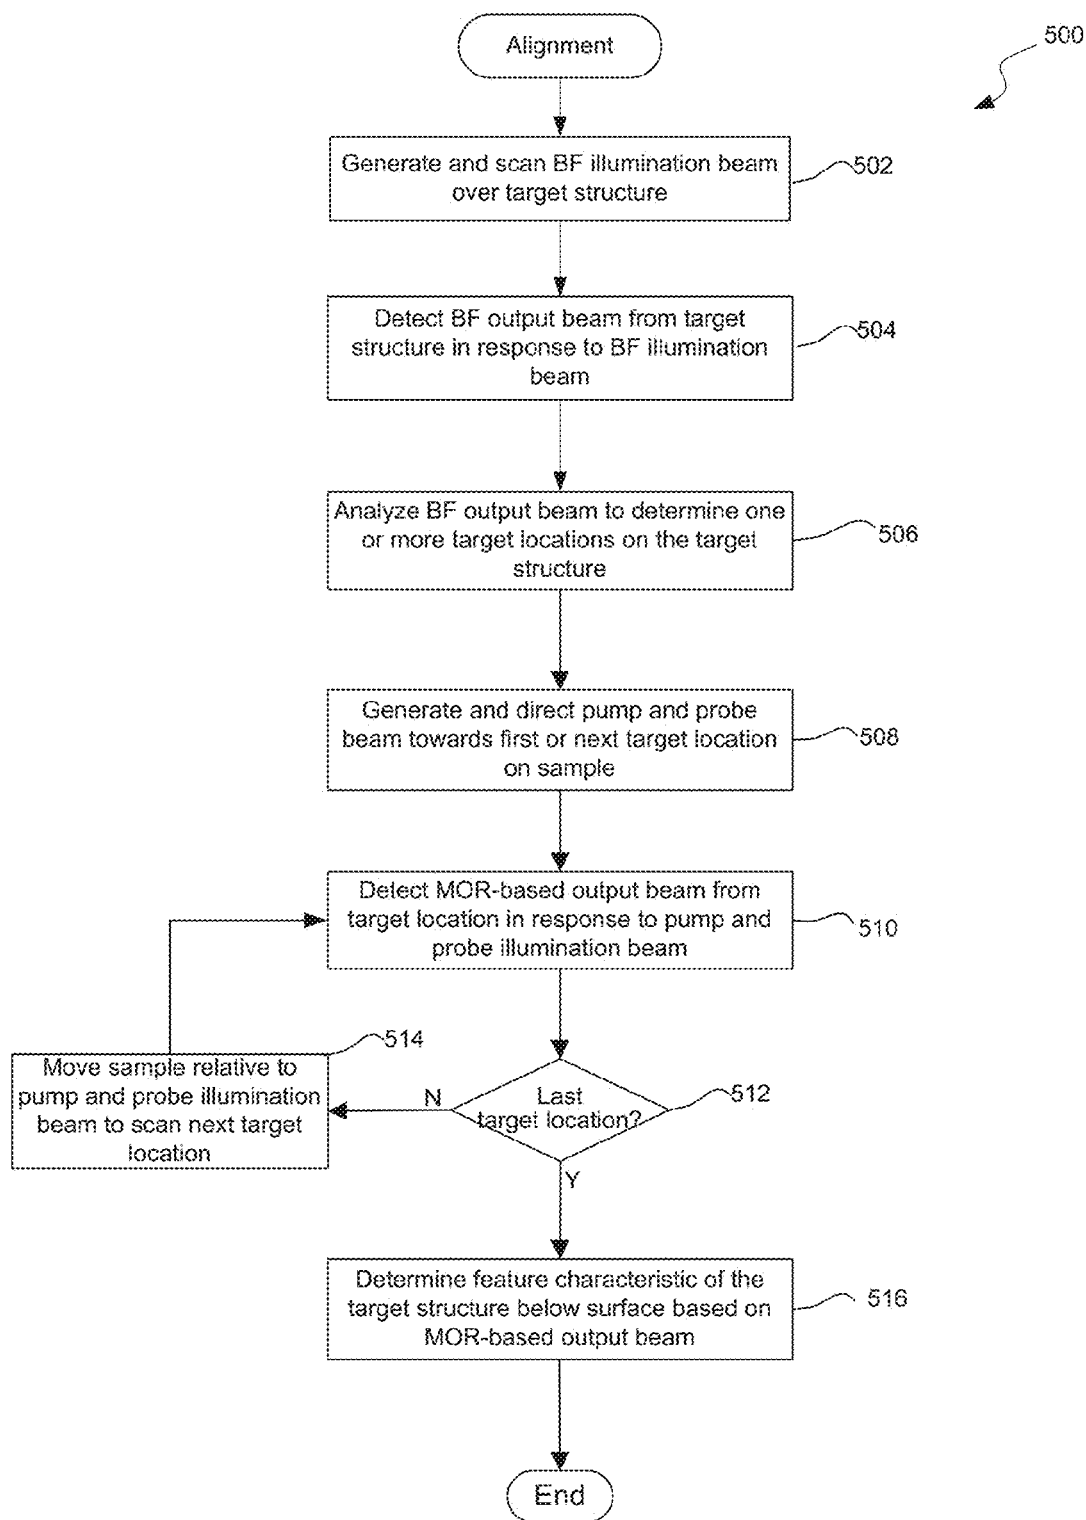 Alignment
500
Generate and scan BF illumination beam
over target structure
502
Detect BF output beam from target
structure in response to BF illumination
beam
504
Analyze BF output beam to determine one
or more target locations on the target
structure
506
Generate and direct pump and probe
beam towards first or next target location
on sample
508
Detect MOR-based output beam from
target location in response to pump and
probe illumination beam
510
514
Move sample relative to
pump and probe illumination
beam to scan next target
location
N
Last
target location?
512
Y
Determine feature characteristic of the
target structure below surface based on
MOR-based output beam
516
End